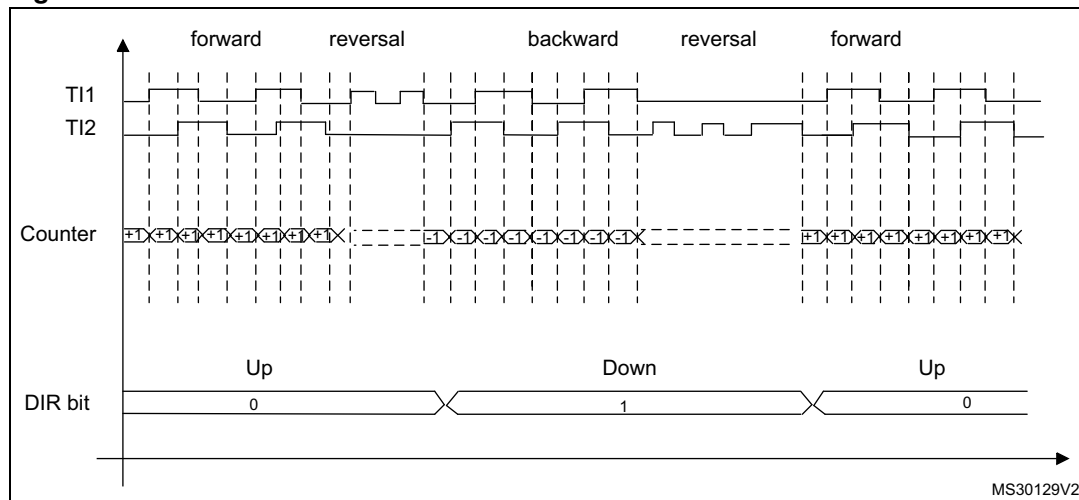 forward reversal backward reversal forward
TI1
TI2
Counter +1 +1 +1 +1 +1 +1 +1 +1 -1 -1 -1 -1 -1 -1 -1 -1 +1 +1 +1 +1 +1 +1 +1 +1
Up Down Up
DIR bit 0 1 0
MS30129V2